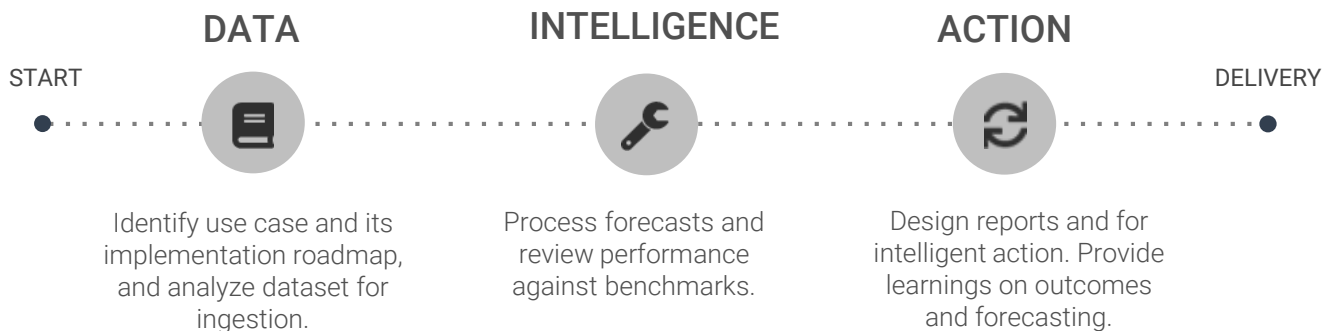 DATA
INTELLIGENCE
ACTION
START
DELIVERY
Identify use case and its
implementation roadmap,
and analyze dataset for
ingestion.
Process forecasts and
review performance
against benchmarks.
Design reports and for
intelligent action. Provide
learnings on outcomes
and forecasting.